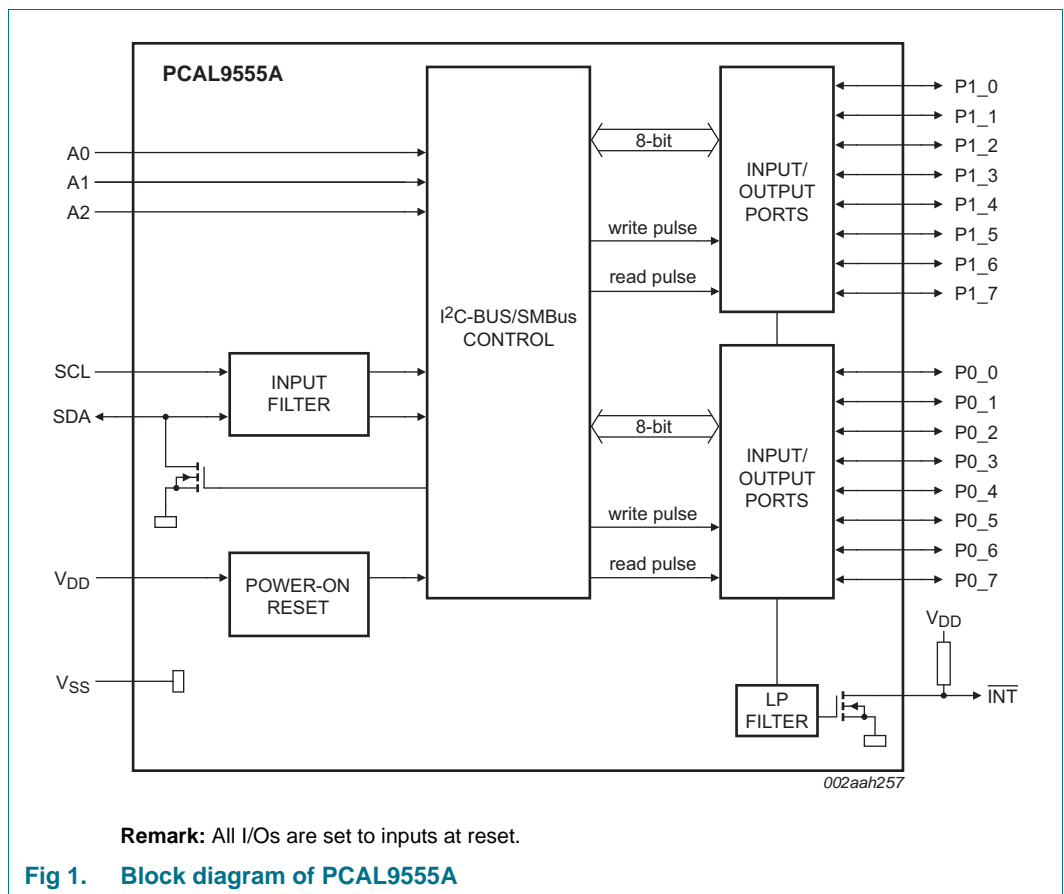 PCAL9555A
A0
A1
A2
SCL
SDA
VDD
VSS
INPUT
FILTER
POWER-ON
RESET
I2C-BUS/SMBus
CONTROL
8-bit
write pulse
read pulse
8-bit
write pulse
read pulse
INPUT/
OUTPUT
PORTS
INPUT/
OUTPUT
PORTS
P1_0
P1_1
P1_2
P1_3
P1_4
P1_5
P1_6
P1_7
P0_0
P0_1
P0_2
P0_3
P0_4
P0_5
P0_6
P0_7
VDD
INT
LP
FILTER
002aah257
Remark: All I/Os are set to inputs at reset.
Fig 1. Block diagram of PCAL9555A